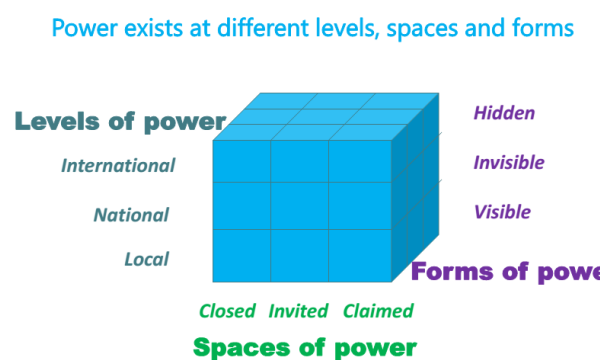 Power exists at different levels, spaces and forms
Levels of power
International
National
Local
Hidden
Invisible
Visible
Forms of powe
Closed Invited Claimed
Spaces of power